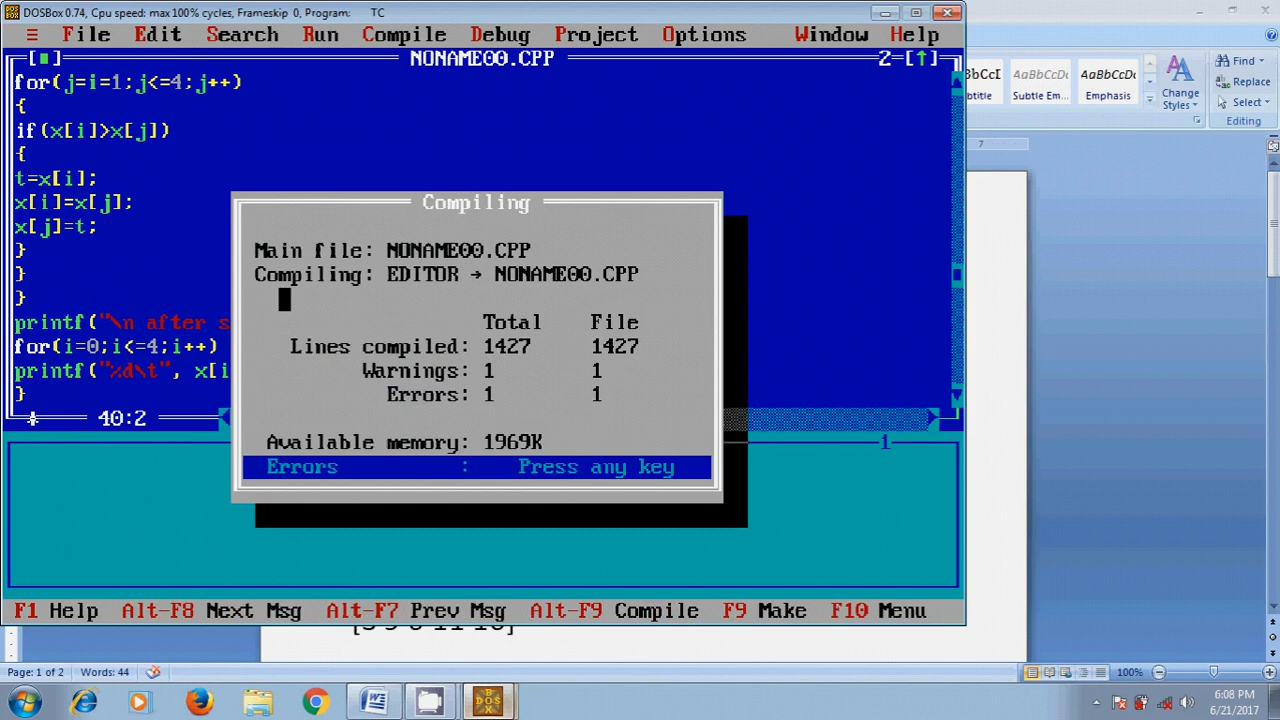 DOSBox 0.74, Cpu speed: max 100% cycles, Frameskip 0, Program: TC
≡ File Edit Search Run Compile Debug Project Options Window Help
[■] NONAME00.CPP 2=[↑]
for(j=i=1;j<=4;j++)
{
if(x[i]>x[j])
{
t=x[i];
x[i]=x[j];
x[j]=t;
}
}
}
printf("\n after s
for(i=0;i<=4;i++)
printf("%d\t", x[i
}
40:2
Compiling
Main file: NONAME00.CPP
Compiling: EDITOR → NONAME00.CPP
Total File
Lines compiled: 1427 1427
Warnings: 1 1
Errors: 1 1
Available memory: 1969K
Errors : Press any key
1
F1 Help Alt-F8 Next Msg Alt-F7 Prev Msg Alt-F9 Compile F9 Make F10 Menu
AaBbCcDc AaBbCcDc
btitle Subtle Em... Emphasis
Change Styles
Find
Replace
Select
Editing
7
Page: 1 of 2 Words: 44
100%
6:08 PM
6/21/2017